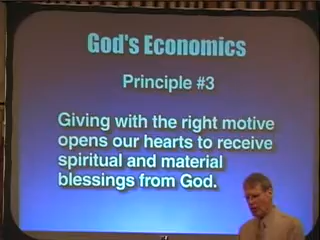 God's Economics
Principle #3
Giving with the right motive
opens our hearts to receive
spiritual and material
blessings from God.